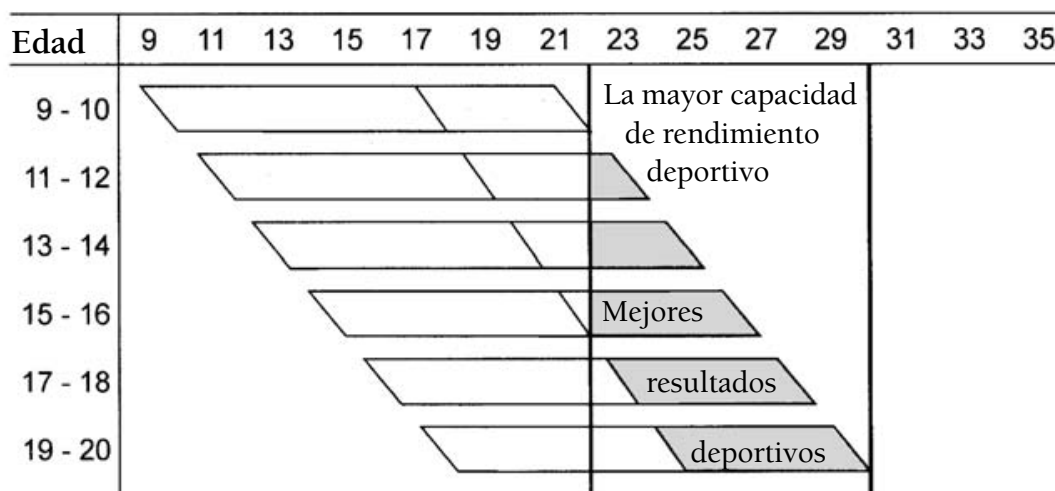 Edad 9 11 13 15 17 19 21 23 25 27 29 31 33 35
9 - 10
La mayor capacidad
de rendimiento
deportivo
11 - 12
13 - 14
15 - 16
Mejores
17 - 18
resultados
19 - 20
deportivos